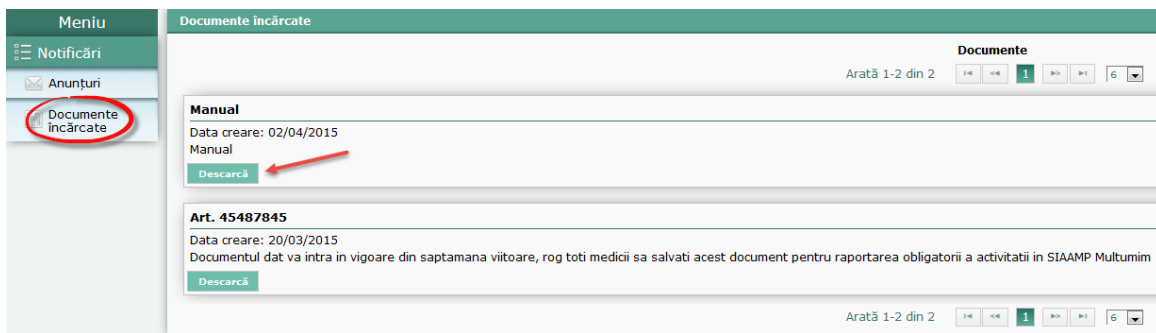 Meniu
Notificări
Anunțuri
Documente
încărcate
Documente încărcate
Documente
Arată 1-2 din 2 1 6
Manual
Data creare: 02/04/2015
Manual
Descarcă
Art. 45487845
Data creare: 20/03/2015
Documentul dat va intra in vigoare din saptamana viitoare, rog toti medicii sa salvati acest document pentru raportarea obligatorii a activitatii in SIAAMP Multumim
Descarcă
Arată 1-2 din 2 1 6